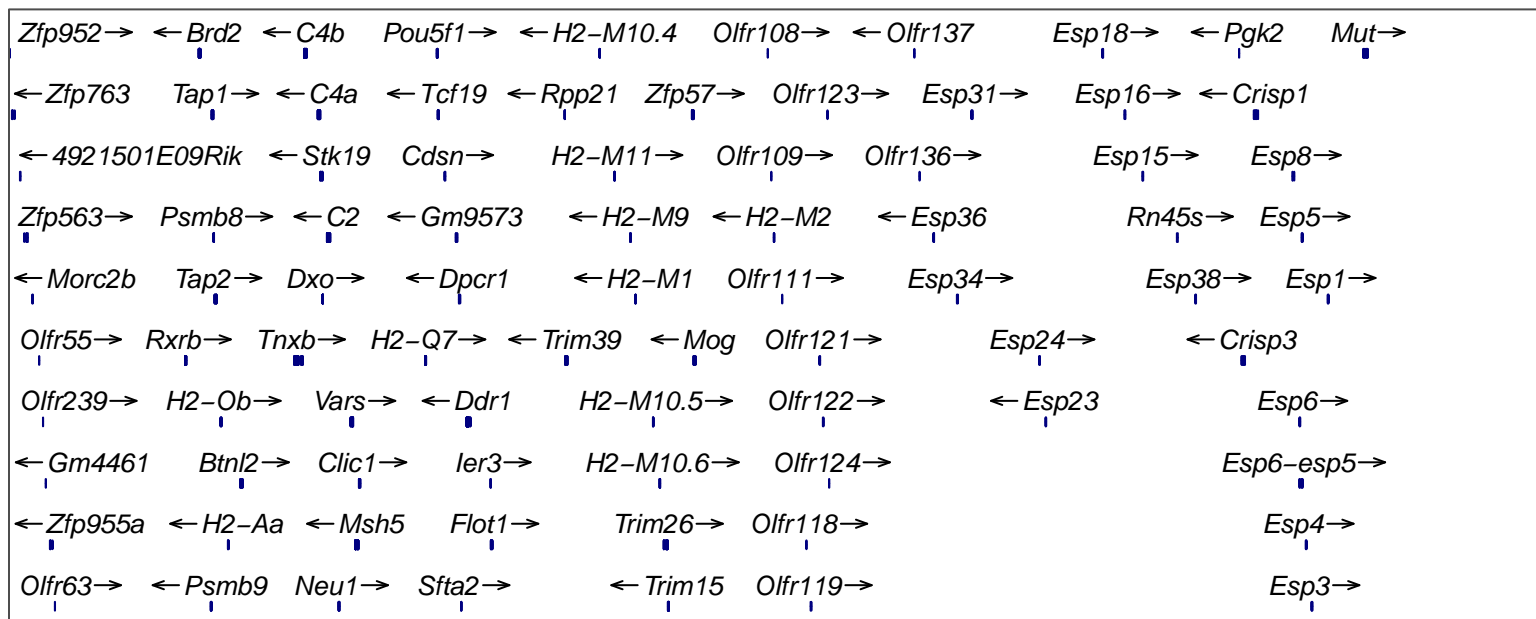 Zfp952→ ←Brd2 ←C4b Pou5f1→ ←H2−M10.4 Olfr108→ ←Olfr137 Esp18→ ←Pgk2 Mut→
←Zfp763 Tap1→ ←C4a ←Tcf19 ←Rpp21 Zfp57→ Olfr123→ Esp31→ Esp16→ ←Crisp1
←4921501E09Rik ←Stk19 Cdsn→ H2−M11→ Olfr109→ Olfr136→ Esp15→ Esp8→
Zfp563→ Psmb8→ ←C2 ←Gm9573 ←H2−M9 ←H2−M2 ←Esp36 Rn45s→ Esp5→
←Morc2b Tap2→ Dxo→ ←Dpcr1 ←H2−M1 Olfr111→ Esp34→ Esp38→ Esp1→
Olfr55→ Rxrb→ Tnxb→ H2−Q7→ ←Trim39 ←Mog Olfr121→ Esp24→ ←Crisp3
Olfr239→ H2−Ob→ Vars→ ←Ddr1 H2−M10.5→ Olfr122→ ←Esp23 Esp6→
←Gm4461 Btnl2→ Clic1→ Ier3→ H2−M10.6→ Olfr124→ Esp6−esp5→
←Zfp955a ←H2−Aa ←Msh5 Flot1→ Trim26→ Olfr118→ Esp4→
Olfr63→ ←Psmb9 Neu1→ Sfta2→ ←Trim15 Olfr119→ Esp3→